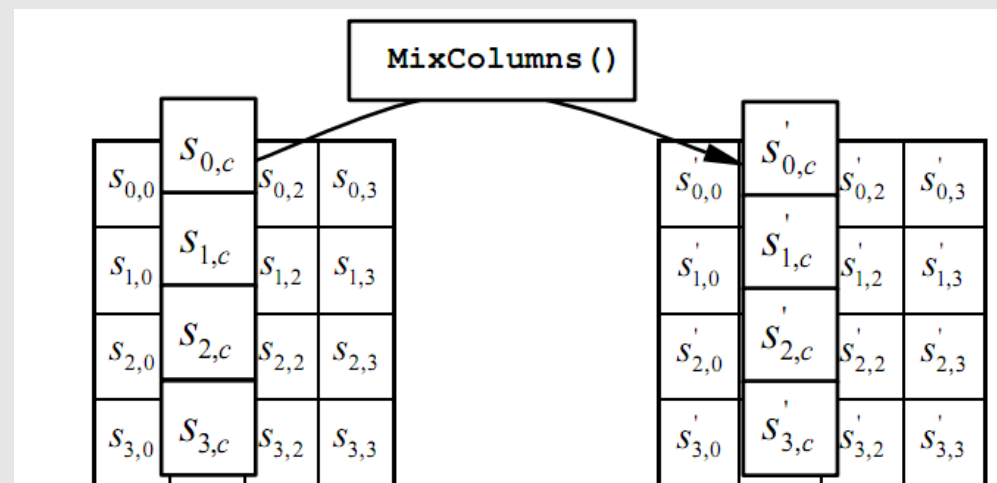 MixColumns()
s0,0 s0,c s0,2 s0,3
s1,0 s1,c s1,2 s1,3
s2,0 s2,c s2,2 s2,3
s3,0 s3,c s3,2 s3,3
s'0,0 s'0,c s'0,2 s'0,3
s'1,0 s'1,c s'1,2 s'1,3
s'2,0 s'2,c s'2,2 s'2,3
s'3,0 s'3,c s'3,2 s'3,3